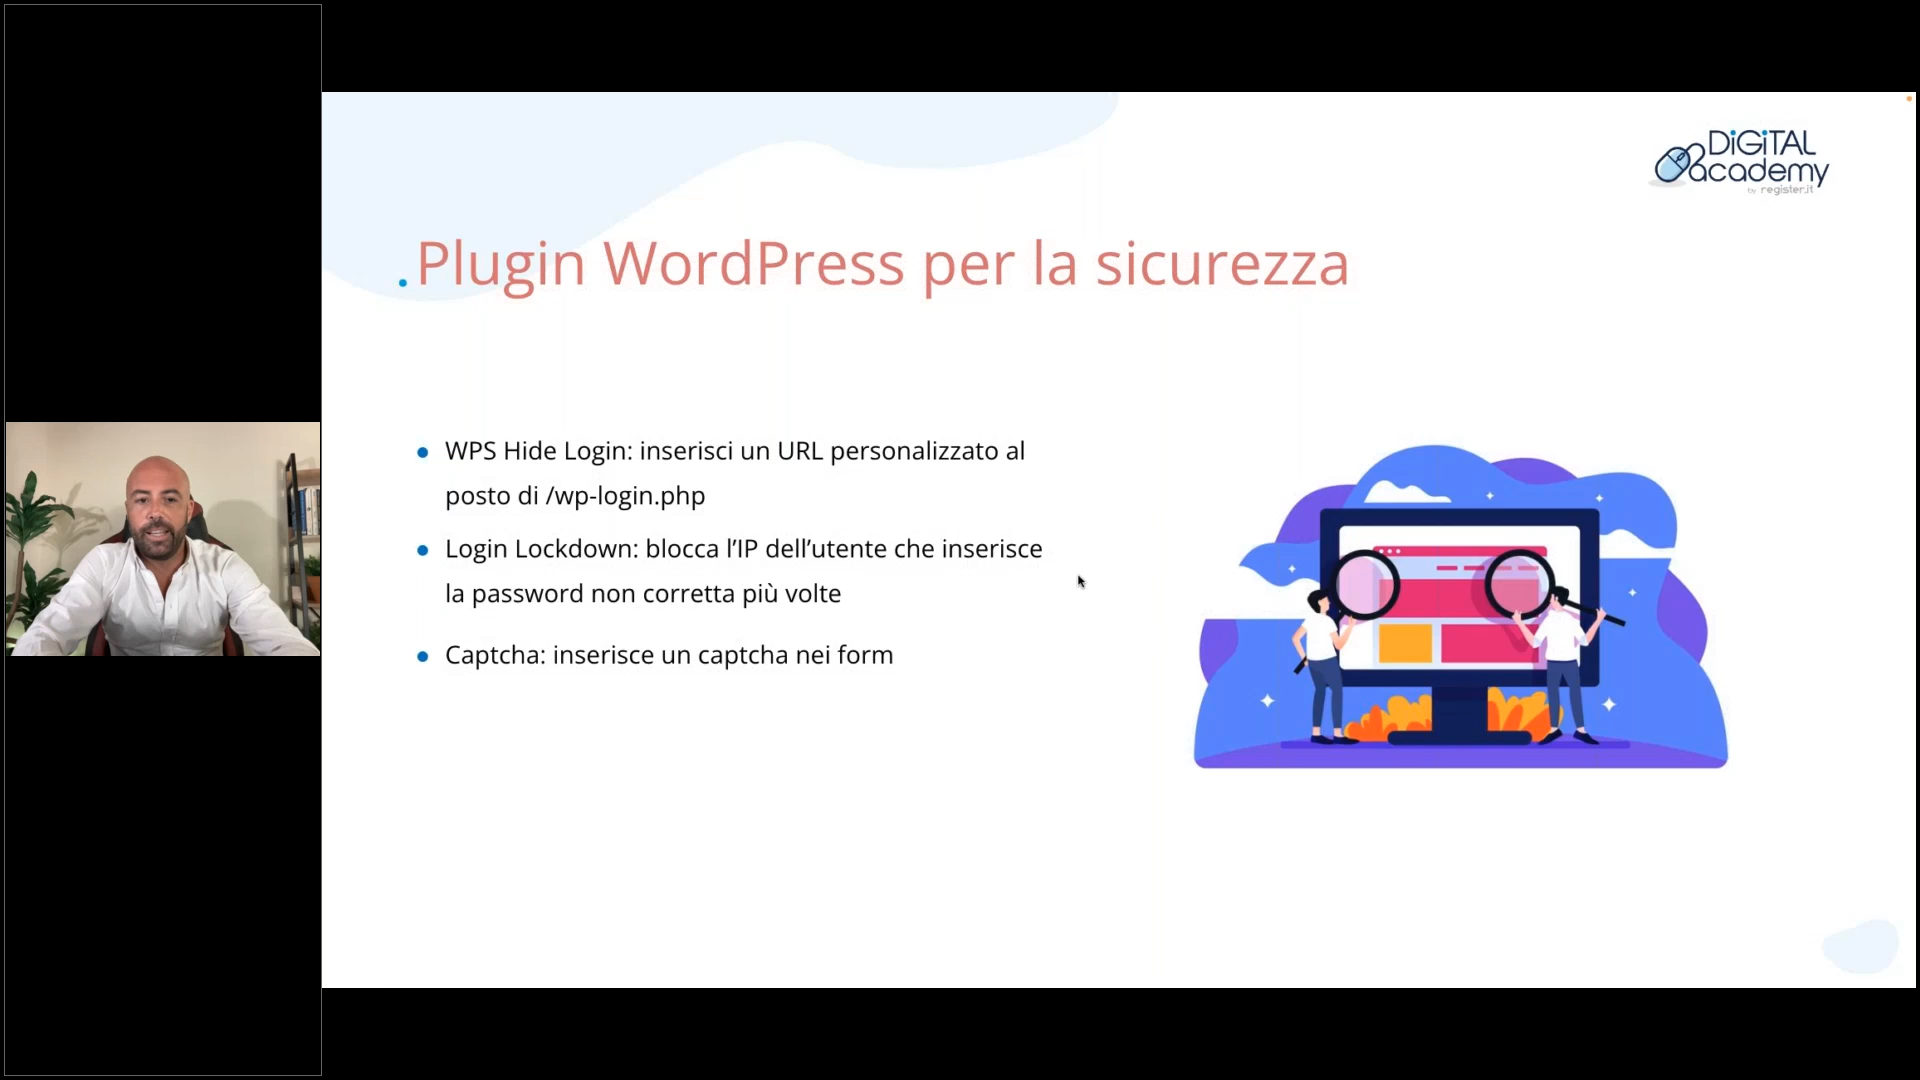 DiGiTAL
academy
by register.it
Plugin WordPress per la sicurezza
WPS Hide Login: inserisci un URL personalizzato al
posto di /wp-login.php
Login Lockdown: blocca l’IP dell’utente che inserisce
la password non corretta più volte
Captcha: inserisce un captcha nei form